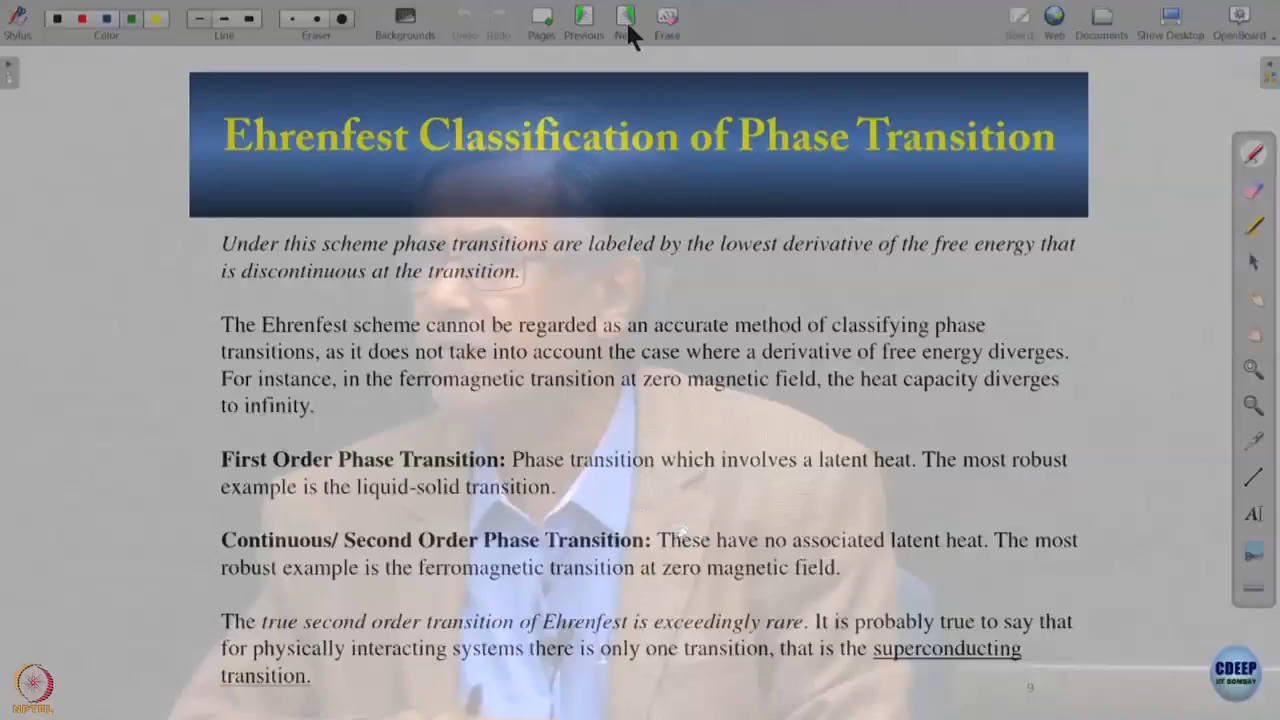 Stylus
Color
Line
Eraser
Backgrounds
Undo
Redo
Pages
Previous
Erase
Board
Web
Documents
Show Desktop
OpenBoard
Ehrenfest Classification of Phase Transition
Under this scheme phase transitions are labeled by the lowest derivative of the free energy that
is discontinuous at the transition.
The Ehrenfest scheme cannot be regarded as an accurate method of classifying phase
transitions, as it does not take into account the case where a derivative of free energy diverges.
For instance, in the ferromagnetic transition at zero magnetic field, the heat capacity diverges
to infinity.
First Order Phase Transition: Phase transition which involves a latent heat. The most robust
example is the liquid-solid transition.
Continuous/ Second Order Phase Transition: These have no associated latent heat. The most
robust example is the ferromagnetic transition at zero magnetic field.
The true second order transition of Ehrenfest is exceedingly rare. It is probably true to say that
for physically interacting systems there is only one transition, that is the superconducting
transition.
9
AI
NPTEL
CDEEP
IIT BOMBAY